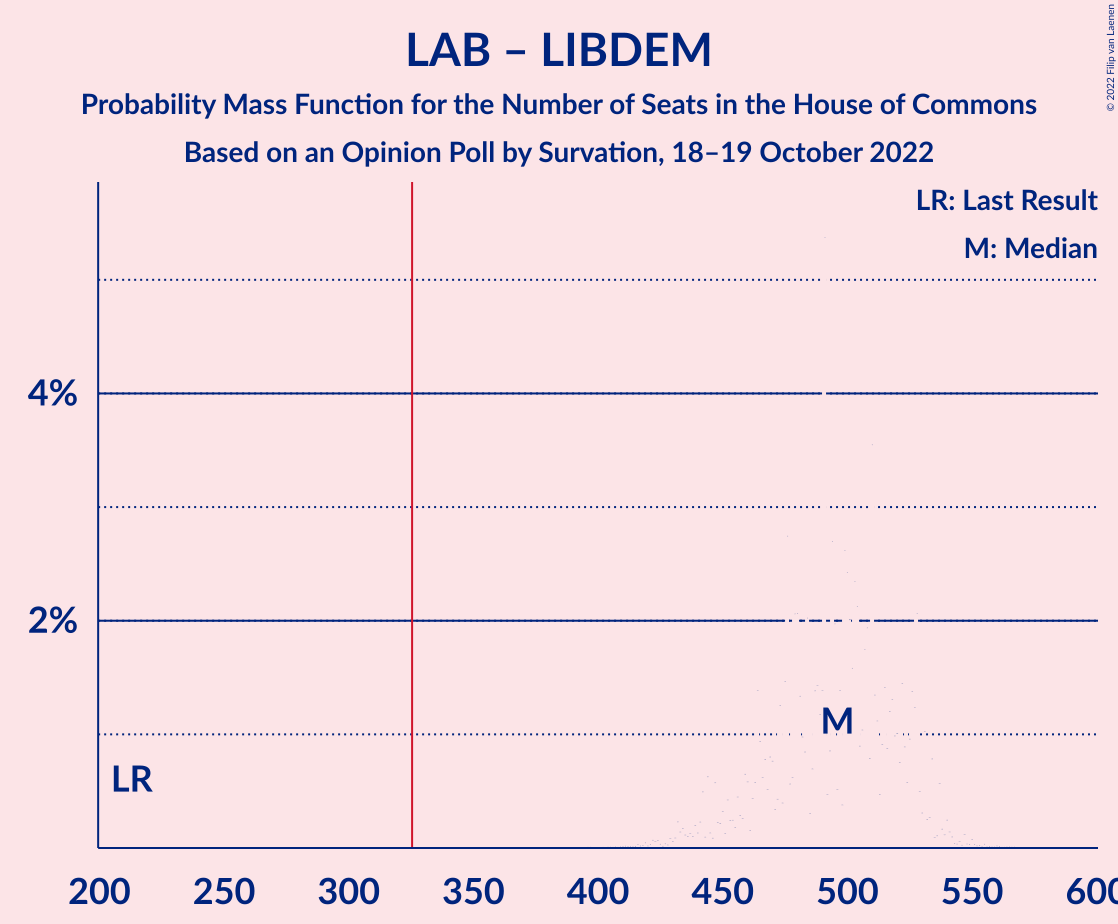 LAB – LIBDEM
Probability Mass Function for the Number of Seats in the House of Commons
Based on an Opinion Poll by Survation, 18–19 October 2022
© 2022 Filip van Laenen
LR: Last Result
M: Median
4%
2%
M
LR
200 250 300 350 400 450 500 550 600